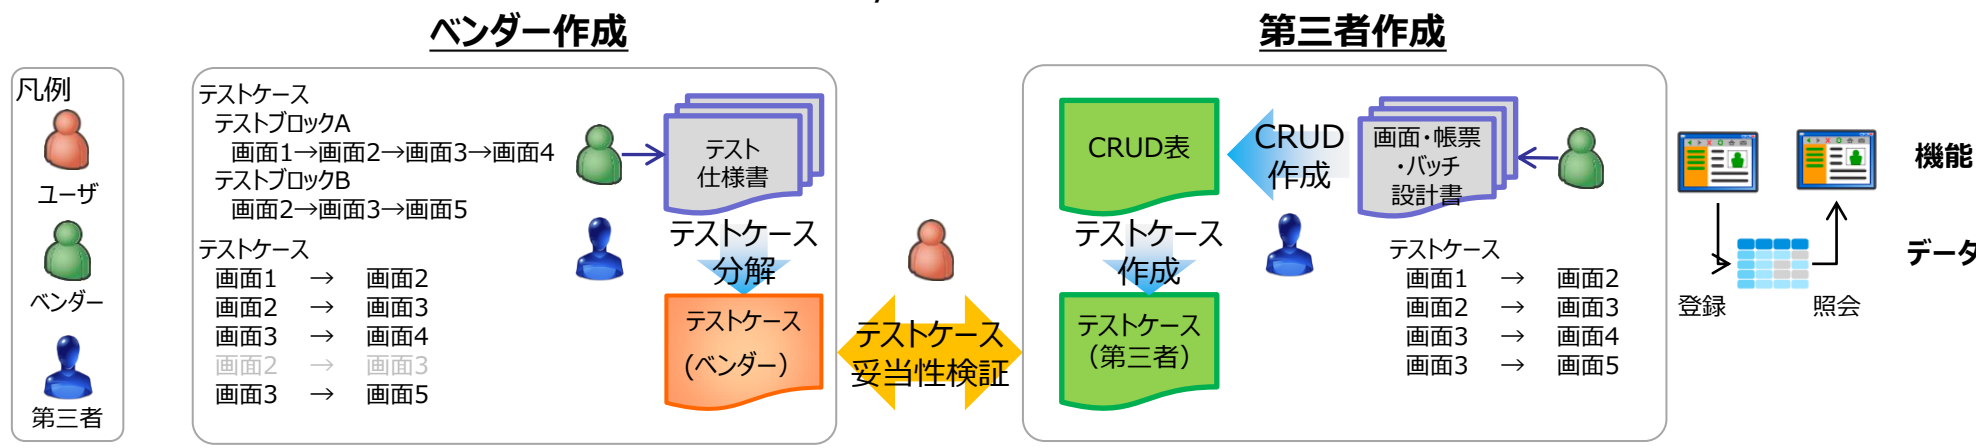 ベンダー作成
第三者作成
凡例
ユーザ
ベンダー
第三者
テストケース
テストブロックA
画面1→画面2→画面3→画面4
テストブロックB
画面2→画面3→画面5
テストケース
画面1 → 画面2
画面2 → 画面3
画面3 → 画面4
画面2 → 画面3
画面3 → 画面5
テスト
仕様書
テストケース
分解
テストケース
(ベンダー)
テストケース
妥当性検証
CRUD表
CRUD
作成
画面・帳票
・バッチ
設計書
テストケース
作成
テストケース
(第三者)
テストケース
画面1 → 画面2
画面2 → 画面3
画面3 → 画面4
画面3 → 画面5
機能
データ
登録
照会